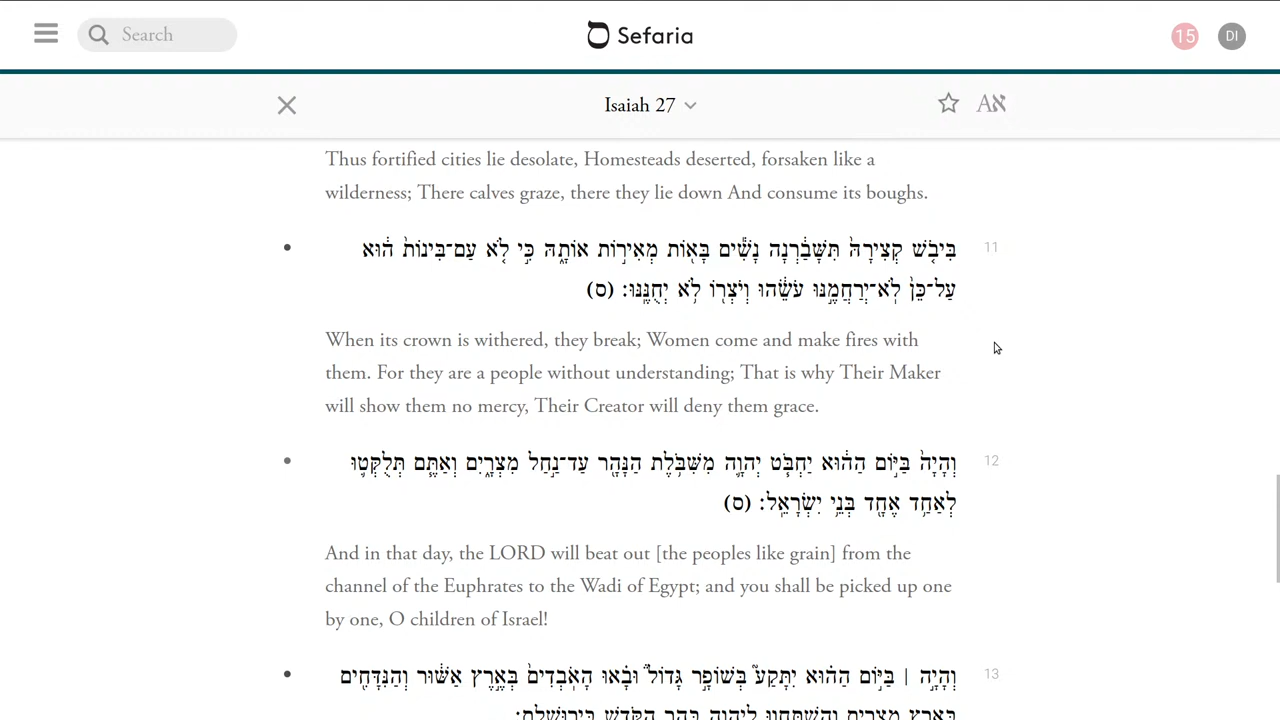 Search
Sefaria
15
DI
Isaiah 27
Aא
Thus fortified cities lie desolate, Homesteads deserted, forsaken like a
wilderness; There calves graze, there they lie down And consume its boughs.
בִּיבֹ֤שׁ קְצִירָהּ֙ תִּשָּׁבַ֔רְנָה נָשִׁ֕ים בָּא֖וֹת מְאִיר֣וֹת אוֹתָ֑הּ כִּ֣י לֹ֤א עַם־בִּינוֹת֙ ה֔וּא
11
עַל־כֵּן֙ לֹֽא־יְרַחֲמֶ֣נּוּ עֹשֵׂ֔הוּ וְיֹצְר֖וֹ לֹ֥א יְחֻנֶּֽנּוּ׃ (ס)
When its crown is withered, they break; Women come and make fires with
them. For they are a people without understanding; That is why Their Maker
will show them no mercy, Their Creator will deny them grace.
וְהָיָה֙ בַּיּ֣וֹם הַה֔וּא יַחְבֹּ֧ט יְהוָ֛ה מִשִּׁבֹּ֥לֶת הַנָּהָ֖ר עַד־נַ֣חַל מִצְרָ֑יִם וְאַתֶּ֧ם תְּלֻקְּט֛וּ
12
לְאַחַ֥ד אֶחָ֖ד בְּנֵ֥י יִשְׂרָאֵֽל׃ (ס)
And in that day, the LORD will beat out [the peoples like grain] from the
channel of the Euphrates to the Wadi of Egypt; and you shall be picked up one
by one, O children of Israel!
וְהָיָ֣ה ׀ בַּיּ֣וֹם הַה֗וּא יִתָּקַע֮ בְּשׁוֹפָ֣ר גָּדוֹל֒ וּבָ֗אוּ הָאֹֽבְדִים֙ בְּאֶ֣רֶץ אַשּׁ֔וּר וְהַנִּדָּחִ֖ים
13
בְּאֶ֣רֶץ מִצְרָ֑יִם וְהִשְׁתַּחֲו֧וּ לַיהוָ֛ה בְּהַ֥ר הַקֹּ֖דֶשׁ בִּירוּשָׁלִָֽם׃